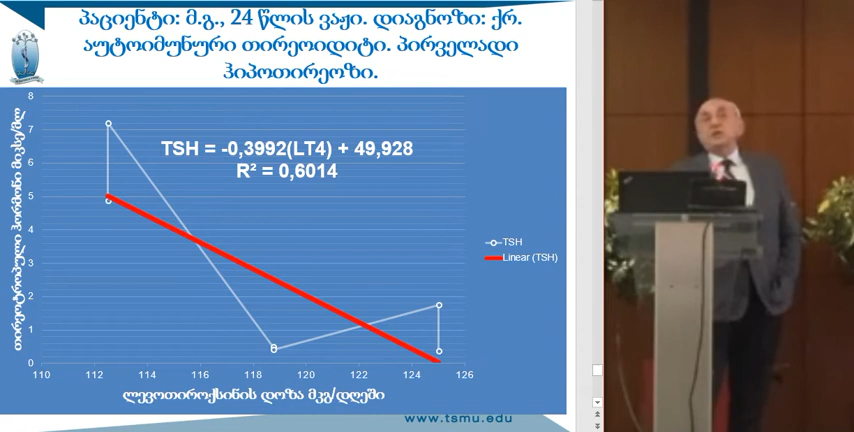 პაციენტი: მ.გ., 24 წლის ვაჟი. დიაგნოზი: ქრ.
აუტოიმუნური თირეოიდიტი. პირველადი
ჰიპოთირეოზი.
თირეოტროპული ჰორმონი მიკსე/მლ
8
7
6
5
4
3
2
1
0
TSH = -0,3992(LT4) + 49,928
R² = 0,6014
TSH
Linear (TSH)
110 112 114 116 118 120 122 124 126
ლევოთიროქსინის დოზა მკგ/დღეში
www.tsmu.edu